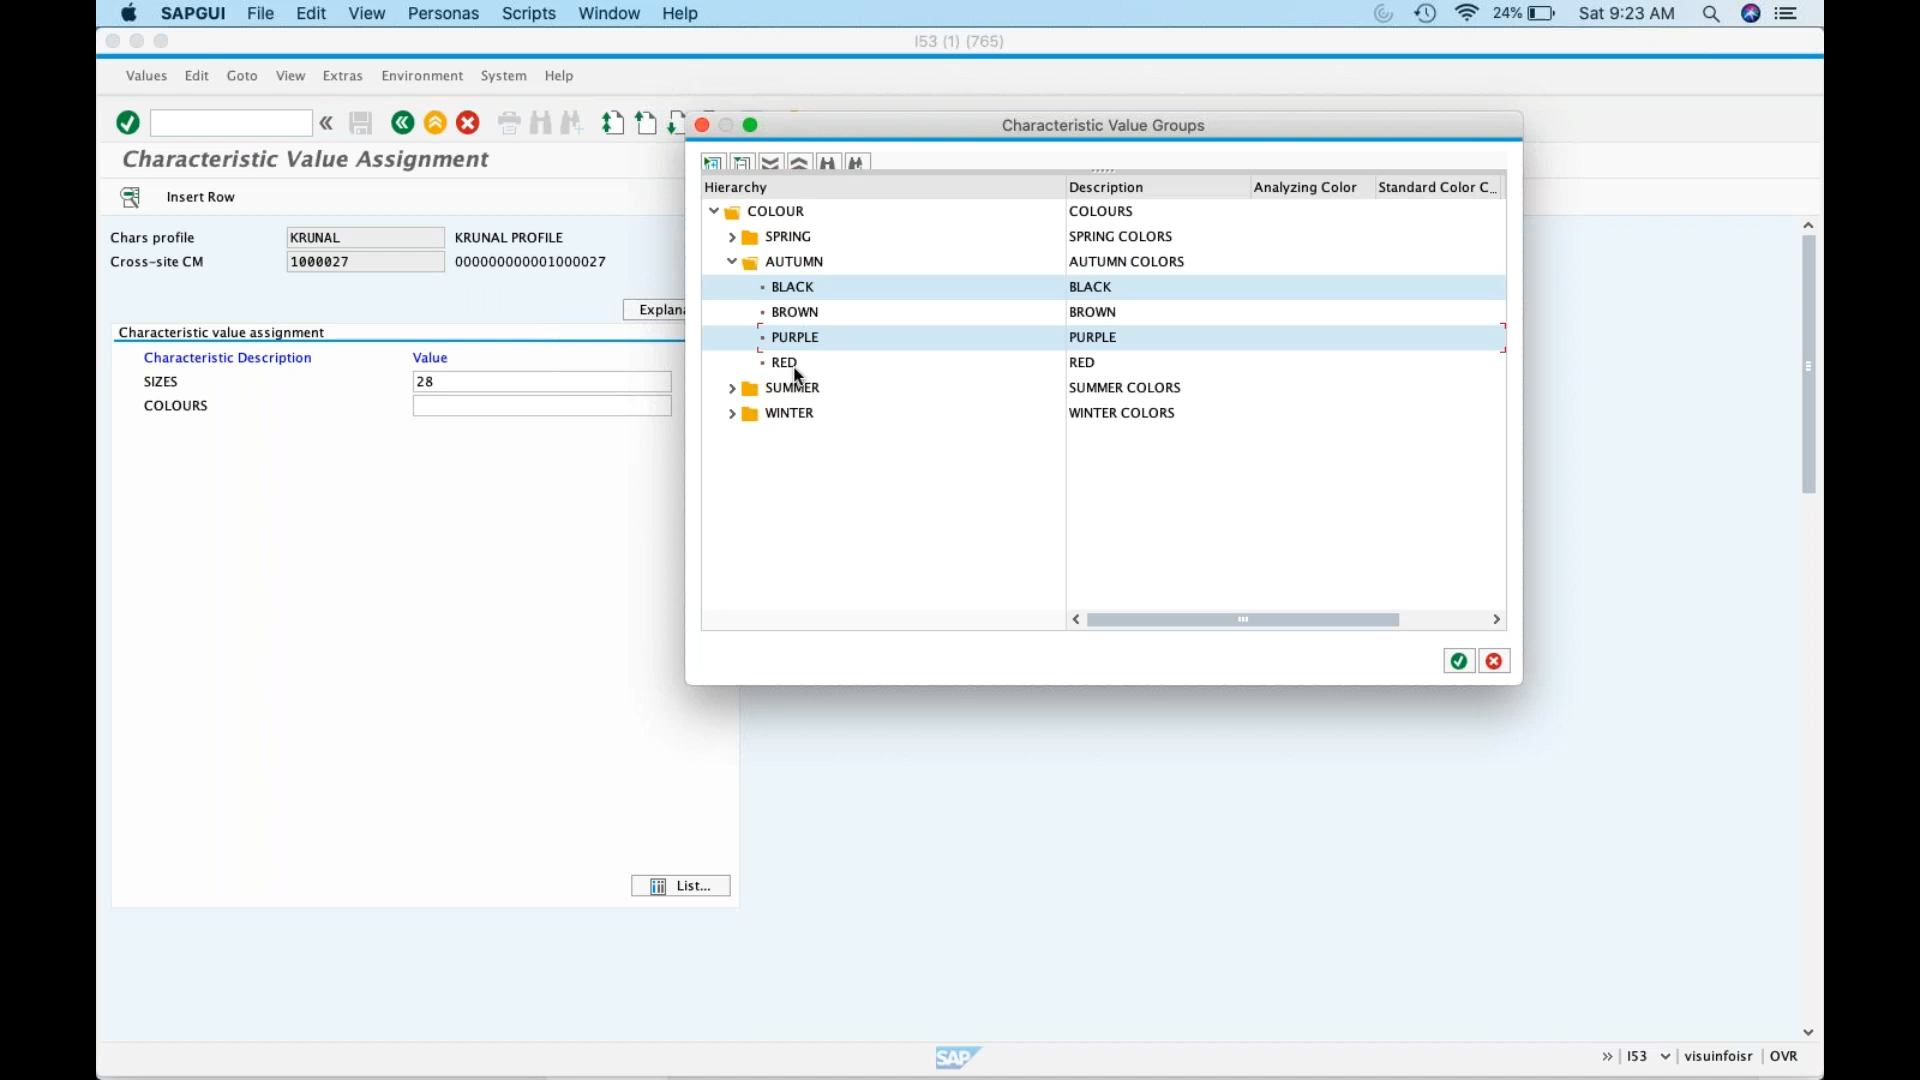 SAPGUI File Edit View Personas Scripts Window Help 24% Sat 9:23 AM
I53 (1) (765)
Values Edit Goto View Extras Environment System Help
Characteristic Value Groups
Characteristic Value Assignment
Insert Row
Hierarchy Description Analyzing Color Standard Color C...
COLOUR COLOURS
SPRING SPRING COLORS
AUTUMN AUTUMN COLORS
BLACK BLACK
BROWN BROWN
PURPLE PURPLE
RED RED
SUMMER SUMMER COLORS
WINTER WINTER COLORS
Chars profile KRUNAL KRUNAL PROFILE
Cross-site CM 1000027 000000000001000027
Explana
Characteristic value assignment
Characteristic Description Value
SIZES 28
COLOURS
List...
SAP
I53 visuinfoisr OVR